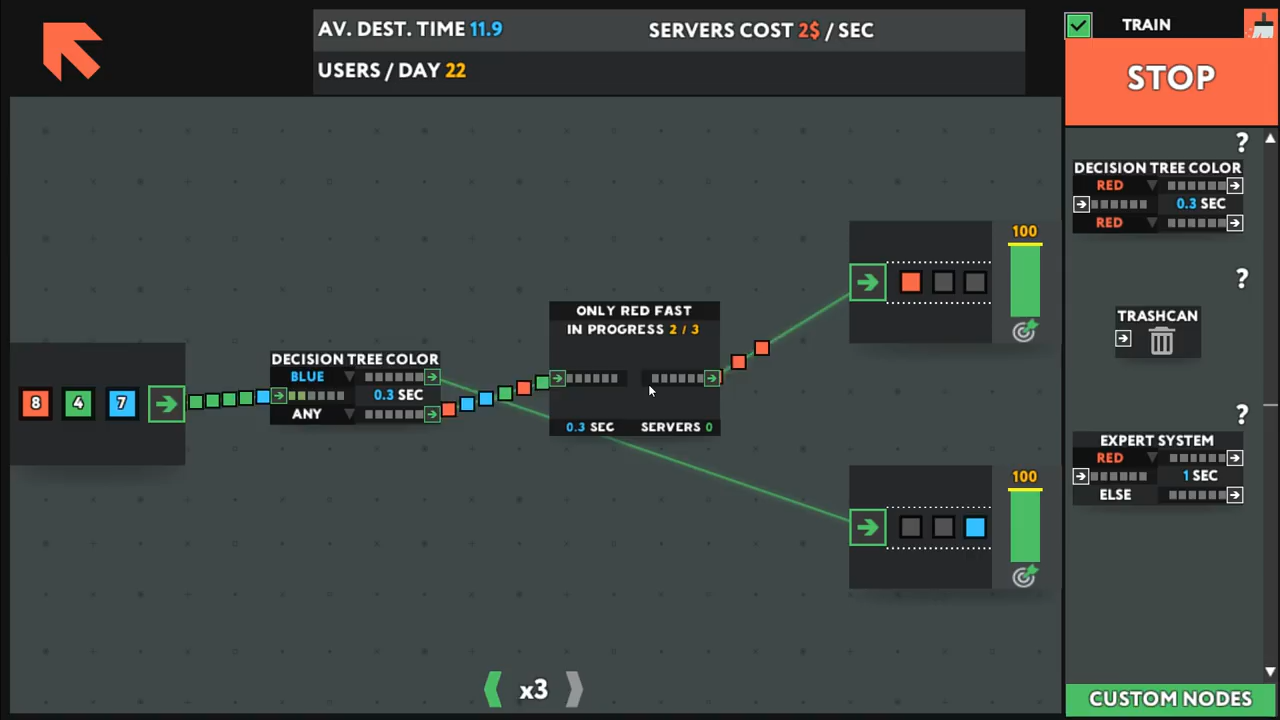 AV. DEST. TIME 11.9
SERVERS COST 2$ / SEC
USERS / DAY 22
TRAIN
STOP
?
DECISION TREE COLOR
RED
0.3 SEC
RED
?
TRASHCAN
?
EXPERT SYSTEM
RED
1 SEC
ELSE
CUSTOM NODES
8 4 7
DECISION TREE COLOR
BLUE
0.3 SEC
ANY
ONLY RED FAST
IN PROGRESS 2 / 3
0.3 SEC SERVERS 0
100
100
x3